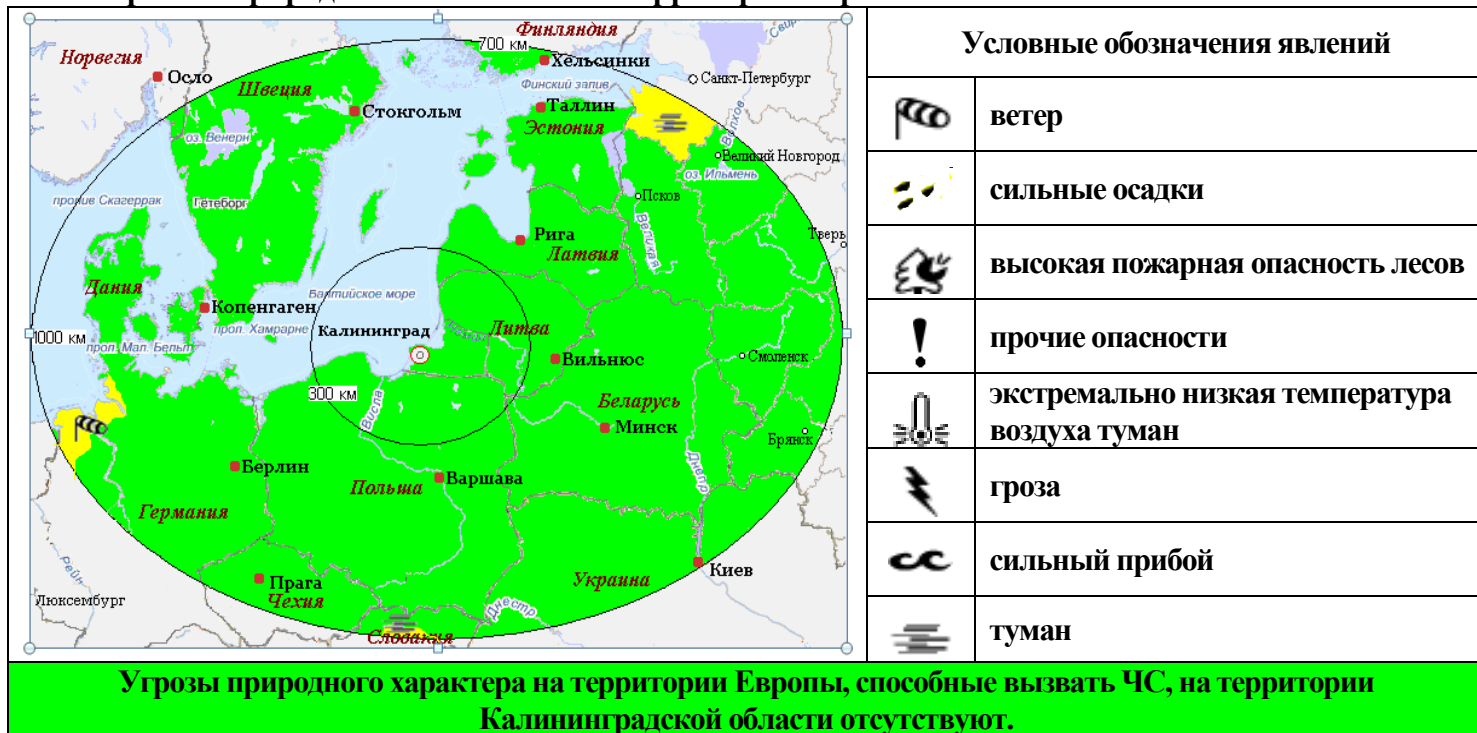 Финляндия
700 км
Норвегия
Хельсинки
Осло
Санкт-Петербург
Финский запив
Швеция
Стокгольм
Таллин
Эстония
Волхов
оз. Венерн
Великий Новгород
оз. Ильмень
пролив Скагеррак
Гетеборг
Псков
Великая
Рига
Тверь
Латвия
Дания
Балтийское море
Копенгаген
прол. Хамрарне
Калининград
Литва
1000 км
прол. Мал. Бельт
Вильнюс
Смоленск
300 км
Висла
Беларусь
Минск
Брянск
Берлин
Варшава
Днепр
Польша
Германия
Киев
Рейн
Прага
Украина
Чехия
Люксембург
Днестр
Словакия
Условные обозначения явлений
ветер
сильные осадки
высокая пожарная опасность лесов
прочие опасности
экстремально низкая температура
воздуха туман
гроза
сильный прибой
туман
Угрозы природного характера на территории Европы, способные вызвать ЧС, на территории
Калининградской области отсутствуют.